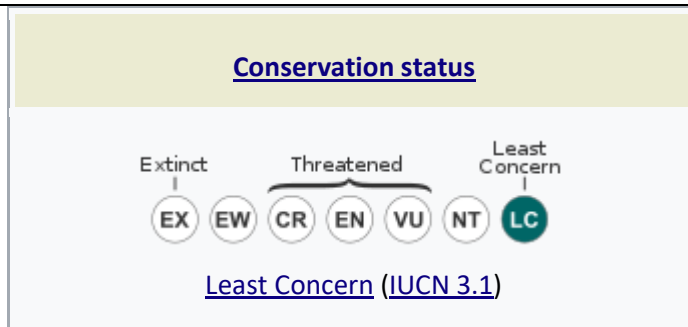 Conservation status
Extinct
Threatened
Least
Concern
EX EW CR EN VU NT LC
Least Concern (IUCN 3.1)